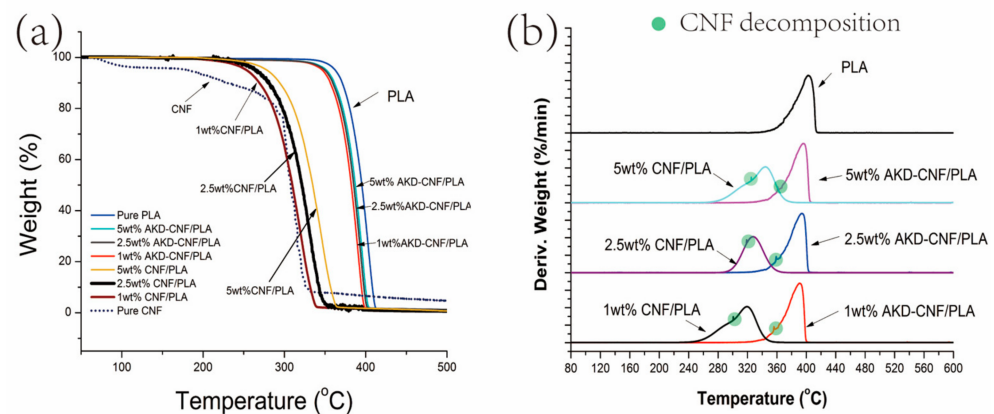 (a)
Weight (%)
100
80
60
40
20
0
CNF
1wt%CNF/PLA
PLA
2.5wt%CNF/PLA
5wt% AKD-CNF/PLA
2.5wt%AKD-CNF/PLA
1wt%AKD-CNF/PLA
5wt%CNF/PLA
Pure PLA
5wt% AKD-CNF/PLA
2.5wt% AKD-CNF/PLA
1wt% AKD-CNF/PLA
5wt% CNF/PLA
2.5wt% CNF/PLA
1wt% CNF/PLA
Pure CNF
100 200 300 400 500
Temperature (°C)
(b)
CNF decomposition
Deriv. Weight (%/min)
PLA
5wt% CNF/PLA
5wt% AKD-CNF/PLA
2.5wt% CNF/PLA
2.5wt% AKD-CNF/PLA
1wt% CNF/PLA
1wt% AKD-CNF/PLA
80 120 160 200 240 280 320 360 400 440 480 520 560 600
Temperature (°C)